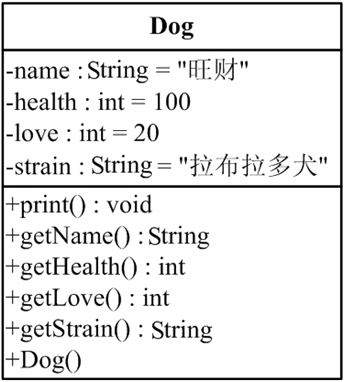 Dog
-name : String = "旺财"
-health : int = 100
-love : int = 20
-strain : String = "拉布拉多犬"
+print() : void
+getName() : String
+getHealth() : int
+getLove() : int
+getStrain() : String
+Dog()